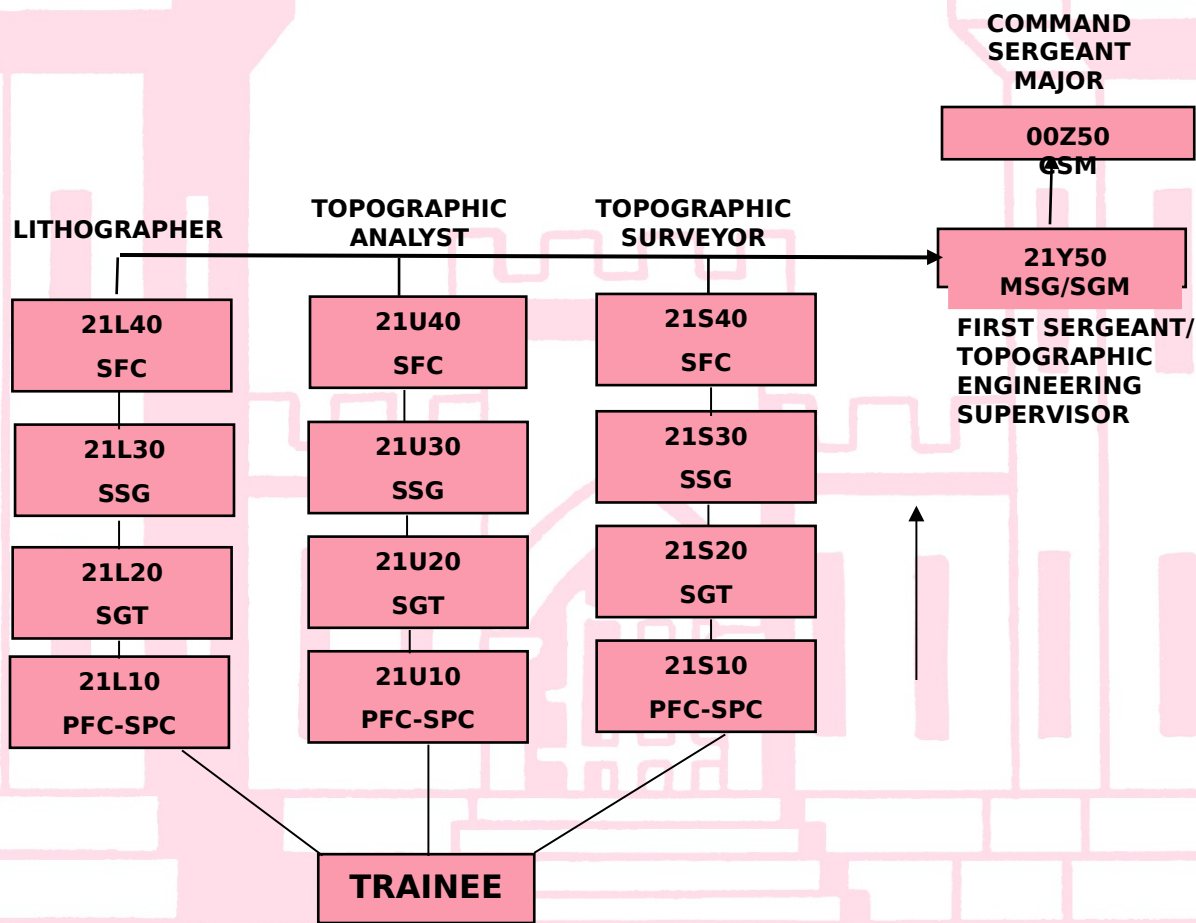 COMMAND
SERGEANT
MAJOR
00Z50
CSM
LITHOGRAPHER
TOPOGRAPHIC
ANALYST
TOPOGRAPHIC
SURVEYOR
21Y50
MSG/SGM
FIRST SERGEANT/
TOPOGRAPHIC
ENGINEERING
SUPERVISOR
21L40
SFC
21U40
SFC
21S40
SFC
21L30
SSG
21U30
SSG
21S30
SSG
21L20
SGT
21U20
SGT
21S20
SGT
21L10
PFC-SPC
21U10
PFC-SPC
21S10
PFC-SPC
TRAINEE